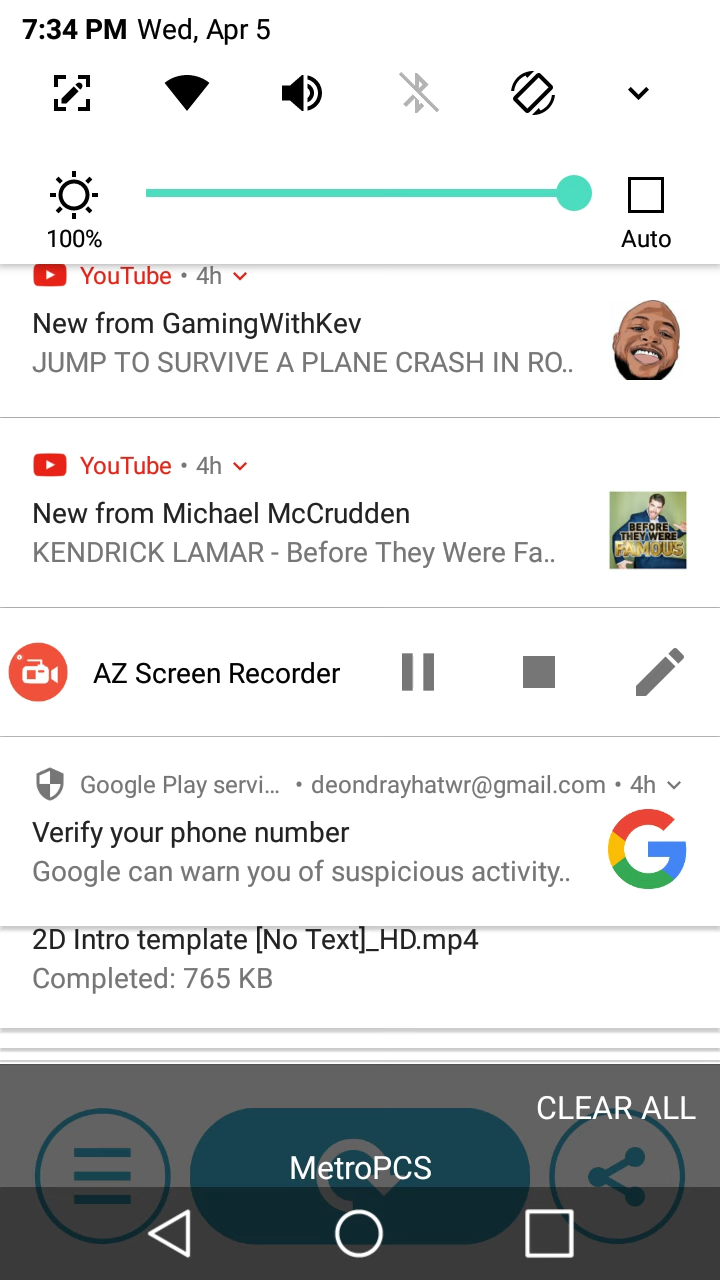 7:34 PM Wed, Apr 5
100%
Auto
YouTube • 4h
New from GamingWithKev
JUMP TO SURVIVE A PLANE CRASH IN RO..
YouTube • 4h
New from Michael McCrudden
KENDRICK LAMAR - Before They Were Fa..
BEFORE
THEY WERE
FAMOUS
AZ Screen Recorder
Google Play servi... • deondrayhatwr@gmail.com • 4h
Verify your phone number
Google can warn you of suspicious activity..
2D Intro template [No Text]_HD.mp4
Completed: 765 KB
CLEAR ALL
MetroPCS